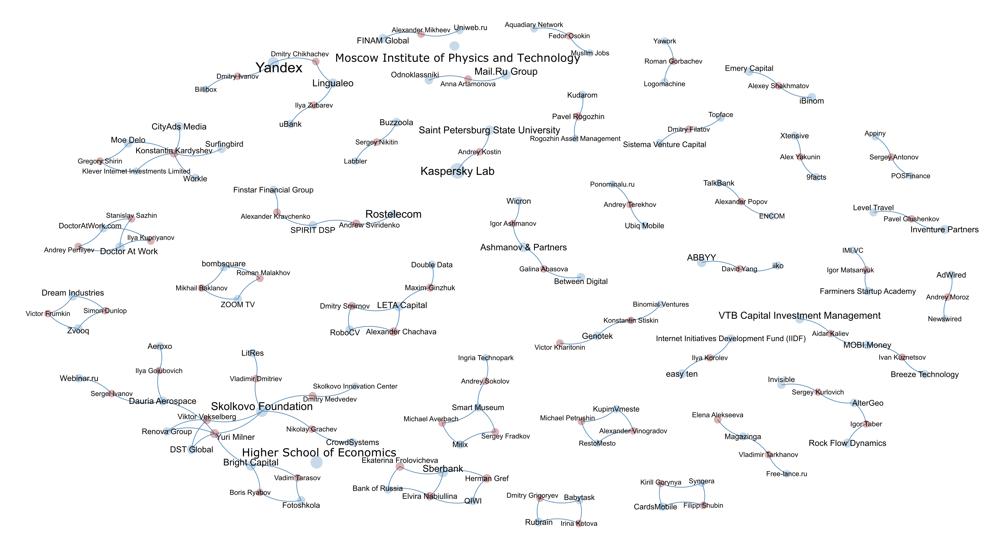 Aquadiary Network
Uniweb.ru
Alexander Mikheev
Fedor Osokin
FINAM Global
Yawork
Muslim Jobs
Dmitry Chikhachev
Moscow Institute of Physics and Technology
Roman Gorbachev
Yandex
Emery Capital
Mail.Ru Group
Odnoklassniki
Dmitry Ivanov
Lingualeo
Anna Artamonova
Logomachine
Alexey Shakhmatov
Billibox
Kudarom
iBinom
Ilya Zubarev
Topface
Pavel Rogozhin
Buzzoola
uBank
CityAds Media
Dmitry Filatov
Saint Petersburg State University
Appiny
Xtensive
Rogozhin Asset Management
Moe Delo
Sergey Nikitin
Surfingbird
Sistema Venture Capital
Konstantin Kardyshev
Andrey Kostin
Alex Yakunin
Sergey Antonov
Gregory Shirin
Labbler
Klever Internet Investments Limited
Kaspersky Lab
POSFinance
9facts
Workle
TalkBank
Ponominalu.ru
Finstar Financial Group
Wicron
Alexander Popov
Andrey Terekhov
Level Travel
Rostelecom
Stanislav Sazhin
Alexander Kravchenko
ENCOM
Pavel Glushenkov
Igor Ashmanov
Andrew Sviridenko
DoctorAtWork.com
Ubiq Mobile
Inventure Partners
SPIRIT DSP
Ilya Kupriyanov
Ashmanov & Partners
Andrey Perfilyev
Doctor At Work
IMI.VC
ABBYY
bombsquare
Double Data
iiko
David Yang
Galina Abasova
Igor Matsanyuk
Roman Malakhov
AdWired
Between Digital
Mikhail Baklanov
Maxim Ginzhuk
Farminers Startup Academy
Dream Industries
Andrey Moroz
ZOOM TV
Binomial Ventures
LETA Capital
Dmitry Smirnov
Simon Dunlop
Victor Frumkin
VTB Capital Investment Management
Newswired
Konstantin Stiskin
Zvooq
RoboCV
Alexander Chachava
Aidar Kaliev
Genotek
Internet Initiatives Development Fund (IIDF)
MOBI.Money
Aeroxo
Victor Kharitonin
LitRes
Ingria Technopark
Ilya Korolev
Ivan Kuznetsov
Ilya Golubovich
easy ten
Breeze Technology
Webinar.ru
Vladimir Dmitriev
Invisible
Andrey Sokolov
Skolkovo Innovation Center
Sergey Kurlovich
Sergei Ivanov
Dmitry Medvedev
Dauria Aerospace
AlterGeo
Skolkovo Foundation
Smart Museum
KupimVmeste
Elena Alekseeva
Viktor Vekselberg
Michael Petrushin
Michael Averbach
Igor Taber
Nikolay Grachev
Renova Group
Alexander Vinogradov
Sergey Fradkov
Magazinga
Yuri Milner
CrowdSystems
RestoMesto
Rock Flow Dynamics
Miiix
DST Global
Higher School of Economics
Vladimir Tarkhanov
Ekaterina Frolovicheva
Bright Capital
Sberbank
Free-lance.ru
Vadim Tarasov
Herman Gref
Synqera
Kirill Gorynya
Bank of Russia
Boris Ryabov
Dmitry Grigoryev
Elvira Nabiullina
Babytask
QIWI
Fotoshkola
Filipp Shubin
CardsMobile
Rubrain
Irina Kotova